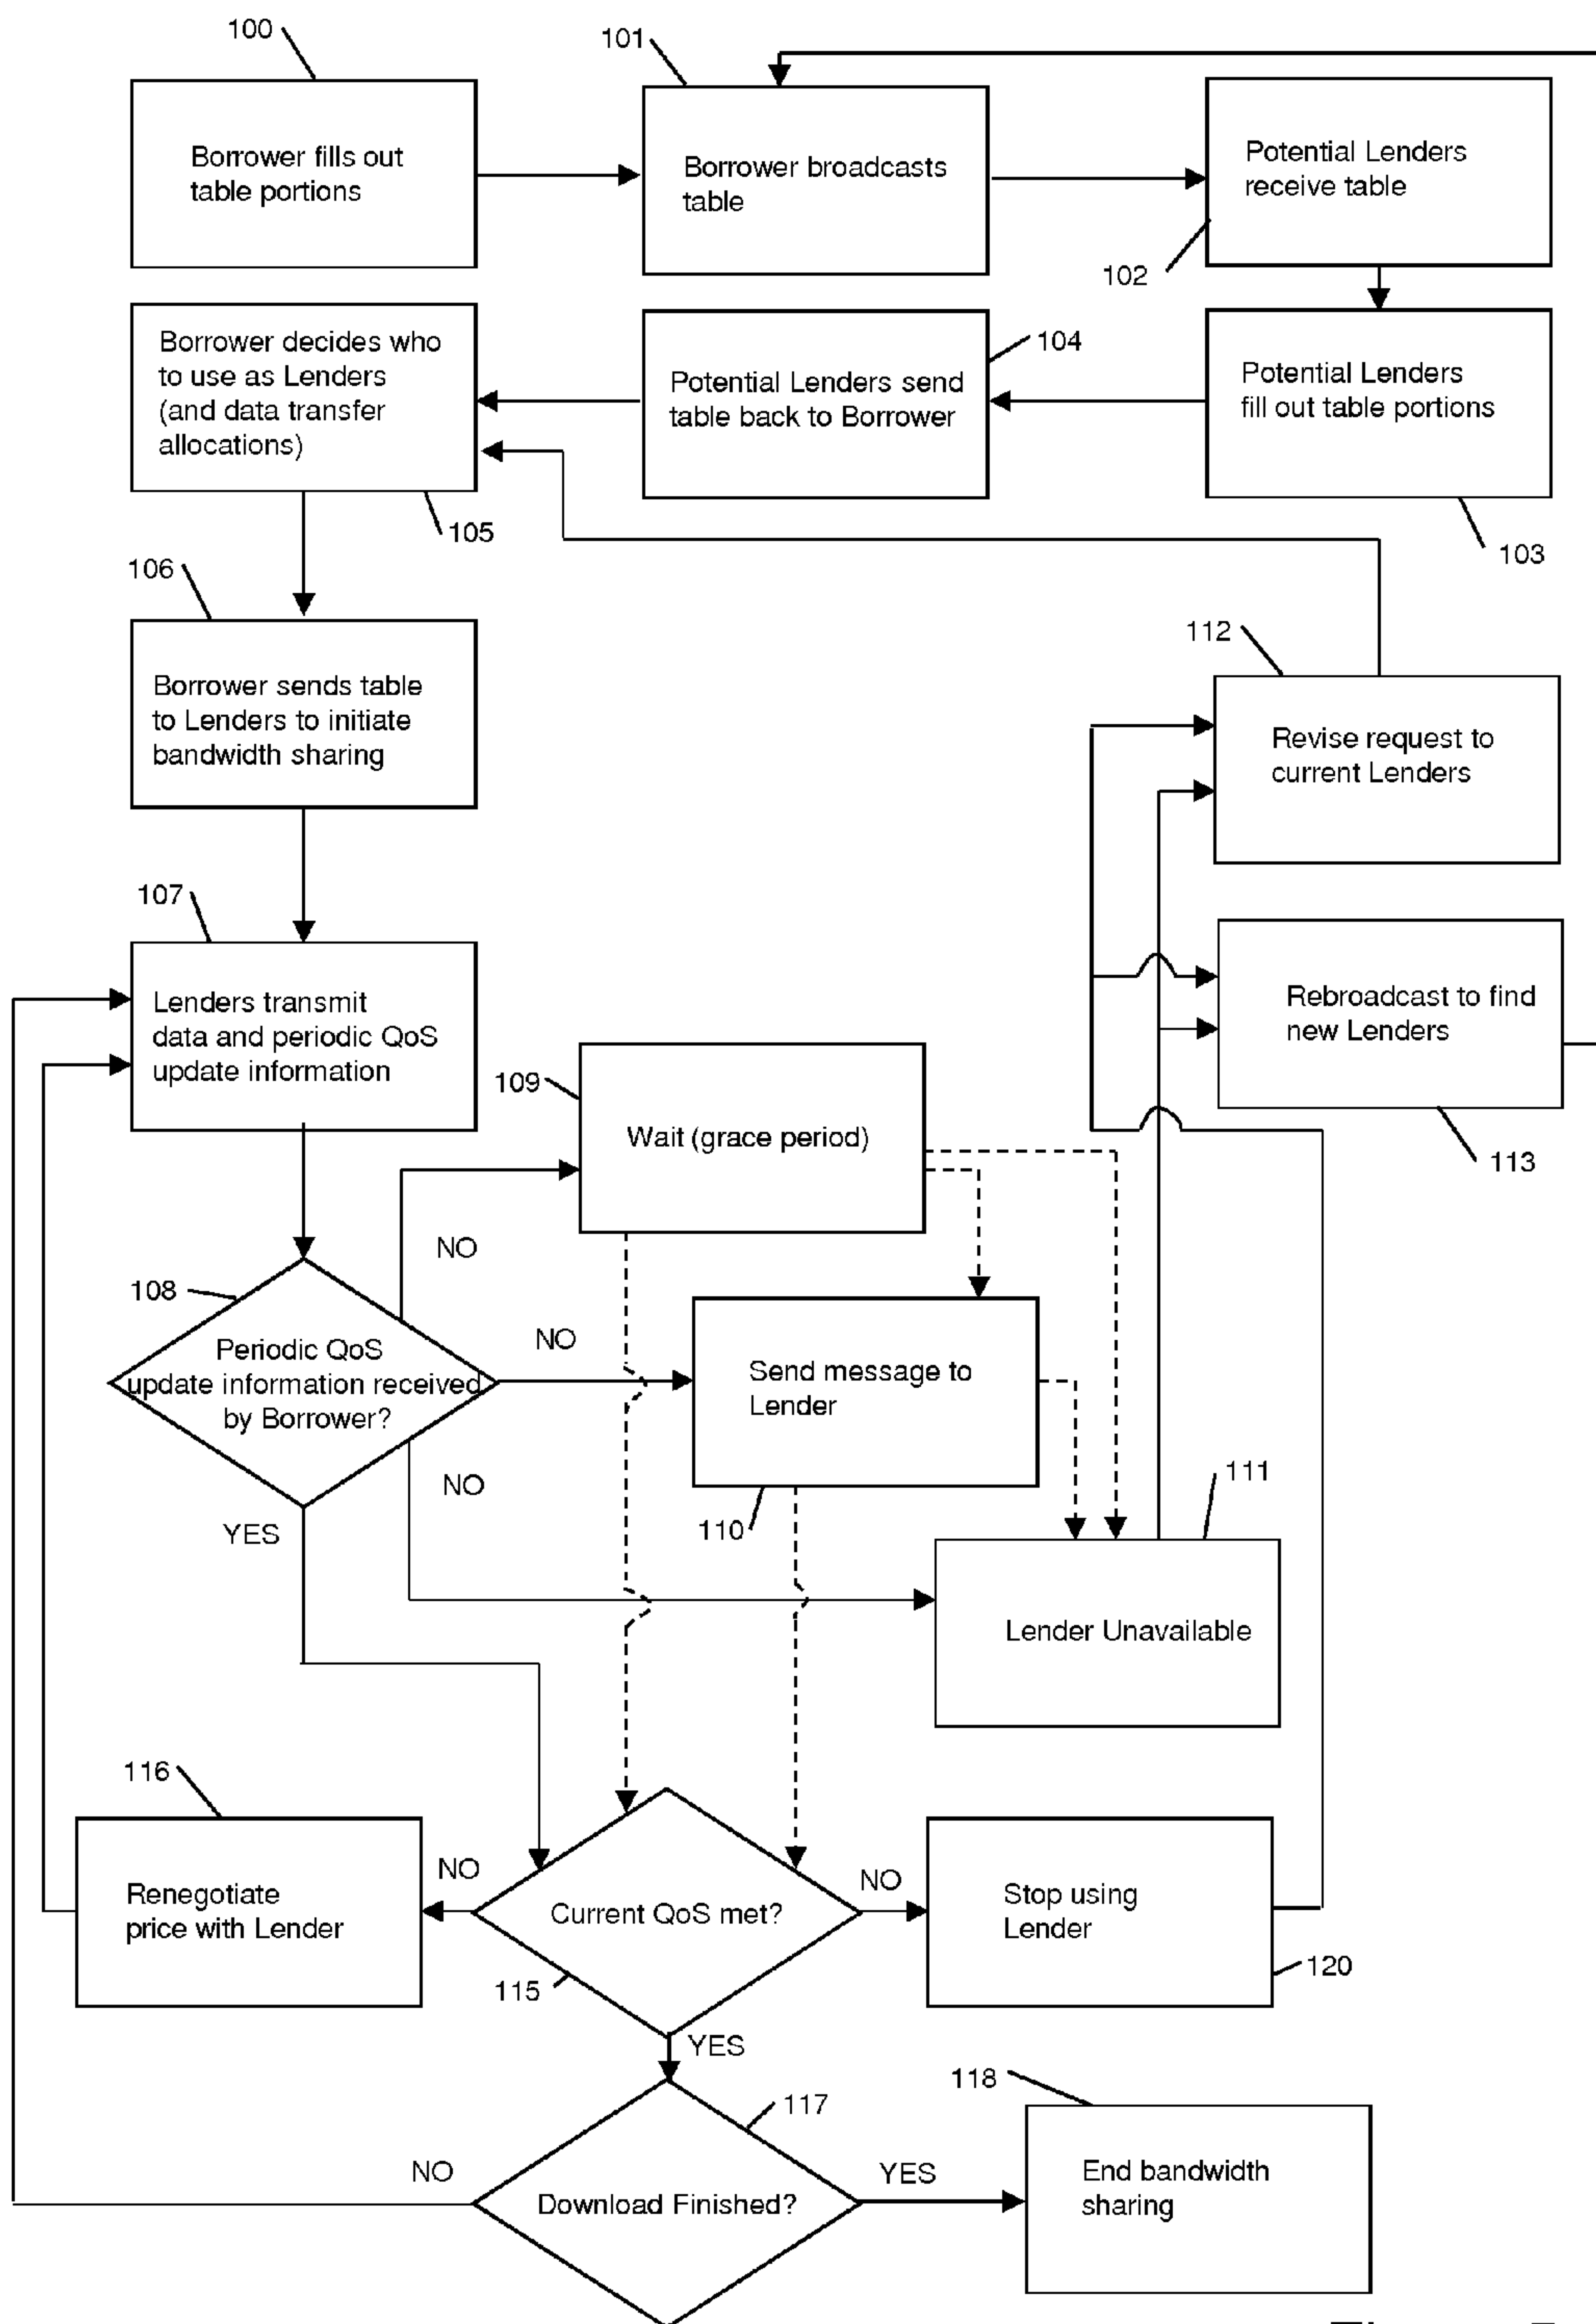 100
101
Borrower fills out
table portions
Borrower broadcasts
table
Potential Lenders
receive table
102
Borrower decides who
to use as Lenders
(and data transfer
allocations)
104
Potential Lenders send
table back to Borrower
Potential Lenders
fill out table portions
105
103
106
112
Borrower sends table
to Lenders to initiate
bandwidth sharing
Revise request to
current Lenders
107
Lenders transmit
data and periodic QoS
update information
Rebroadcast to find
new Lenders
109
Wait (grace period)
113
NO
108
Periodic QoS
update information received
by Borrower?
NO
Send message to
Lender
NO
111
110
YES
Lender Unavailable
116
Renegotiate
price with Lender
NO
Current QoS met?
NO
Stop using
Lender
115
120
YES
117
118
NO
Download Finished?
YES
End bandwidth
sharing